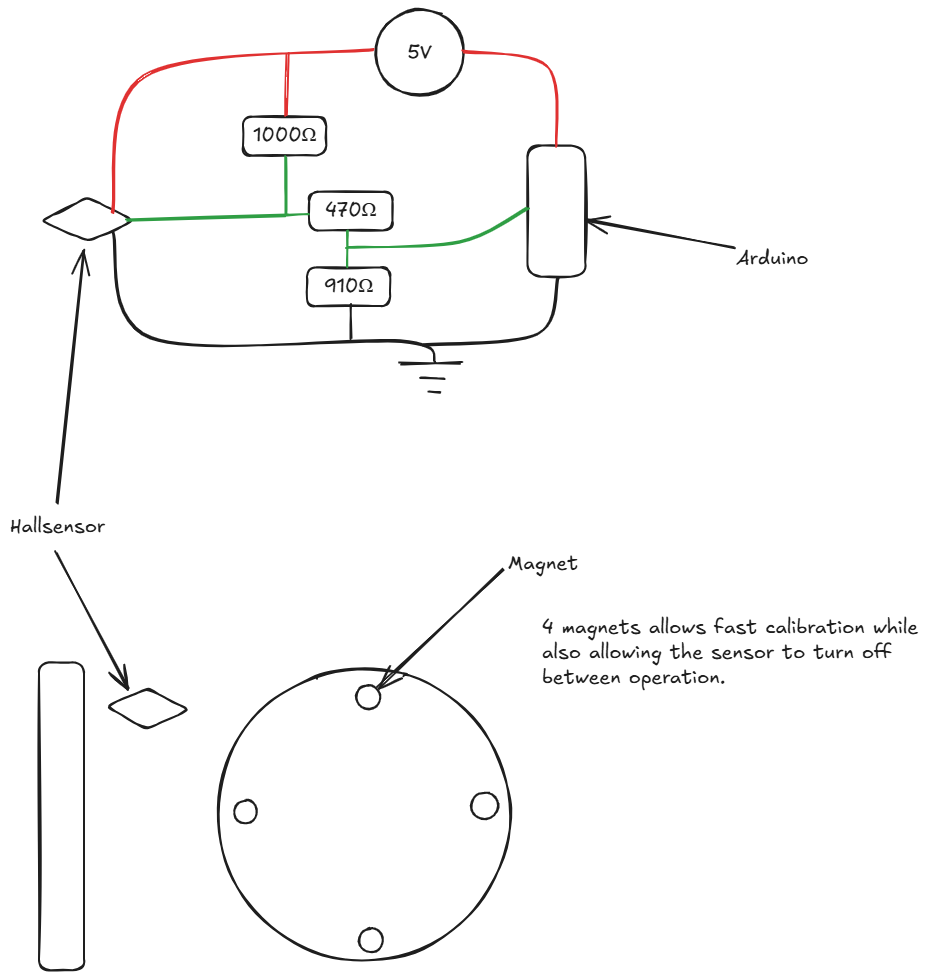 5V
1000Ω
470Ω
910Ω
Arduino
Hallsensor
Magnet
4 magnets allows fast calibration while
also allowing the sensor to turn off
between operation.